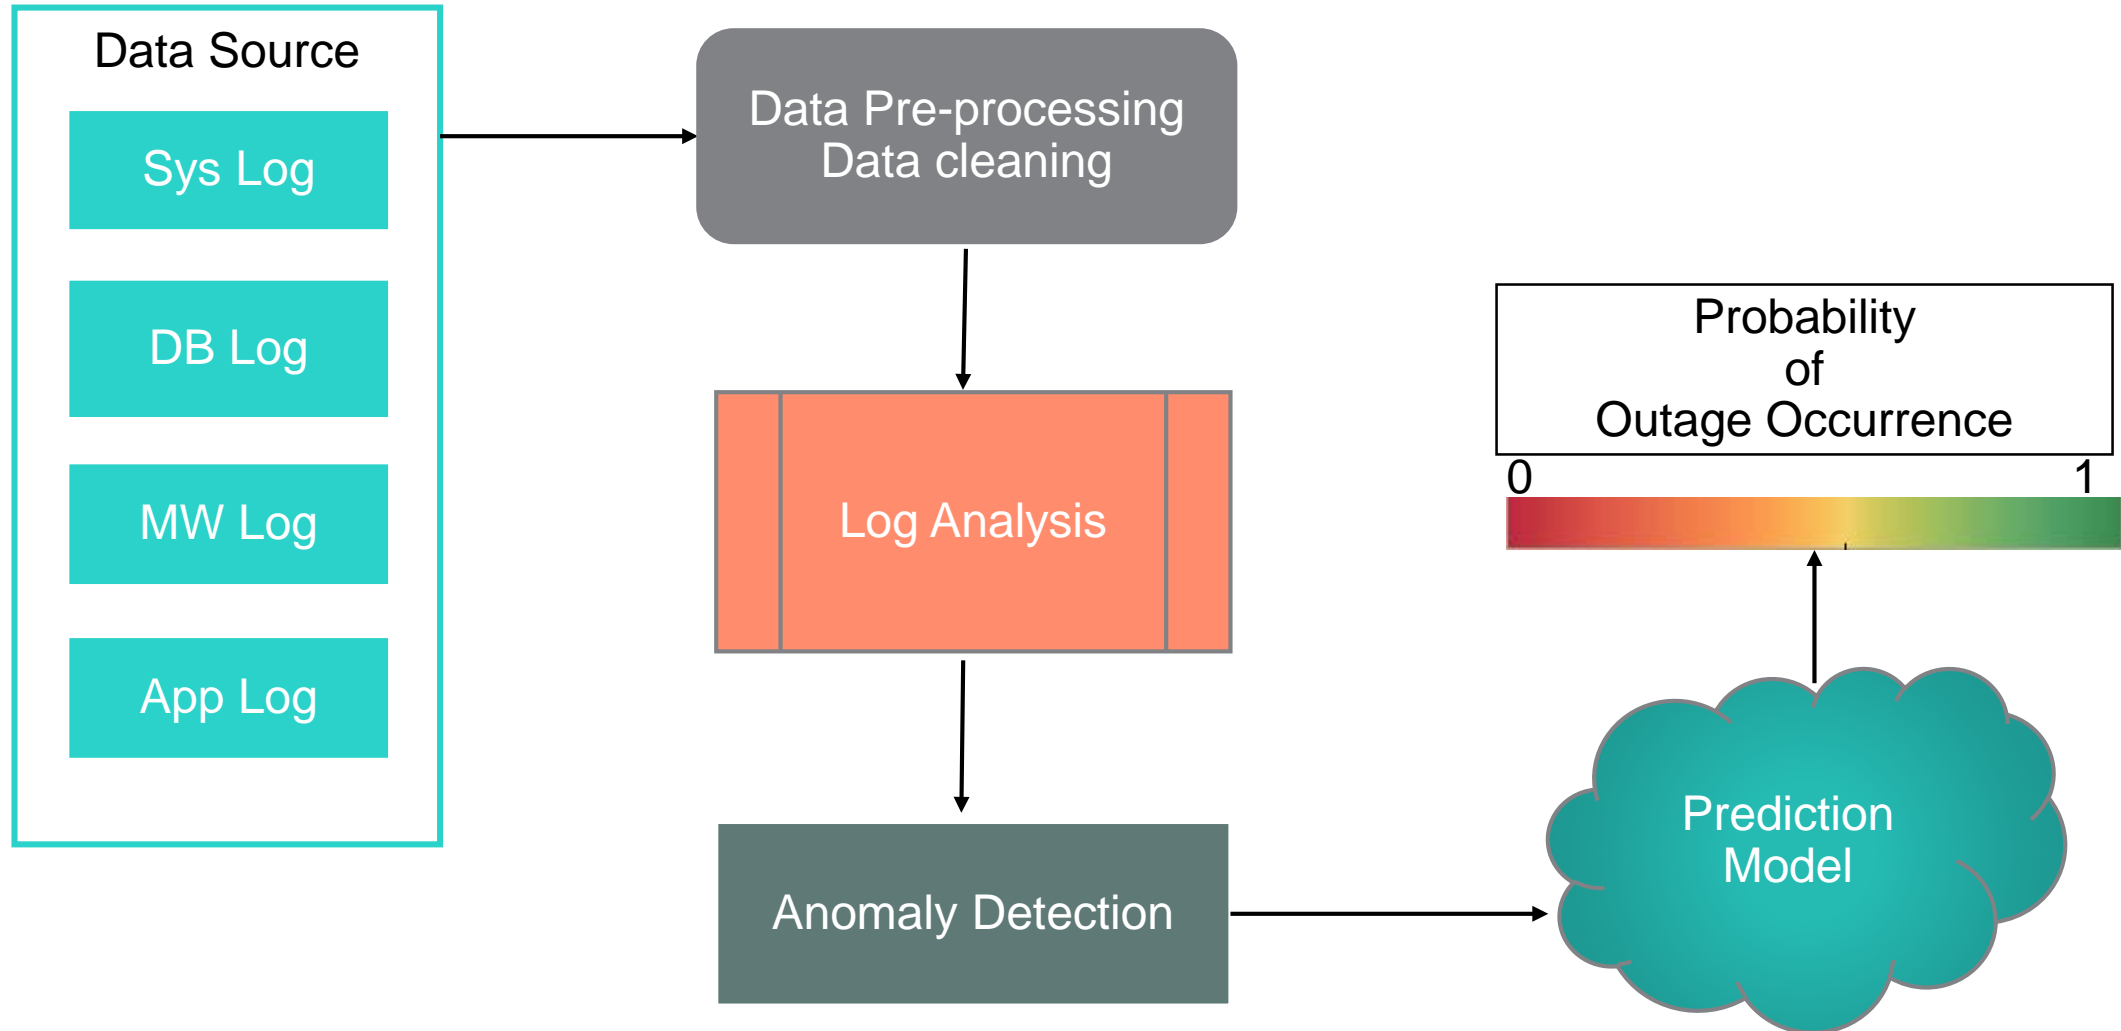 Data Source
Sys Log
DB Log
MW Log
App Log
Data Pre-processing
Data cleaning
Log Analysis
Anomaly Detection
Prediction
Model
Probability
of
Outage Occurrence
0 1